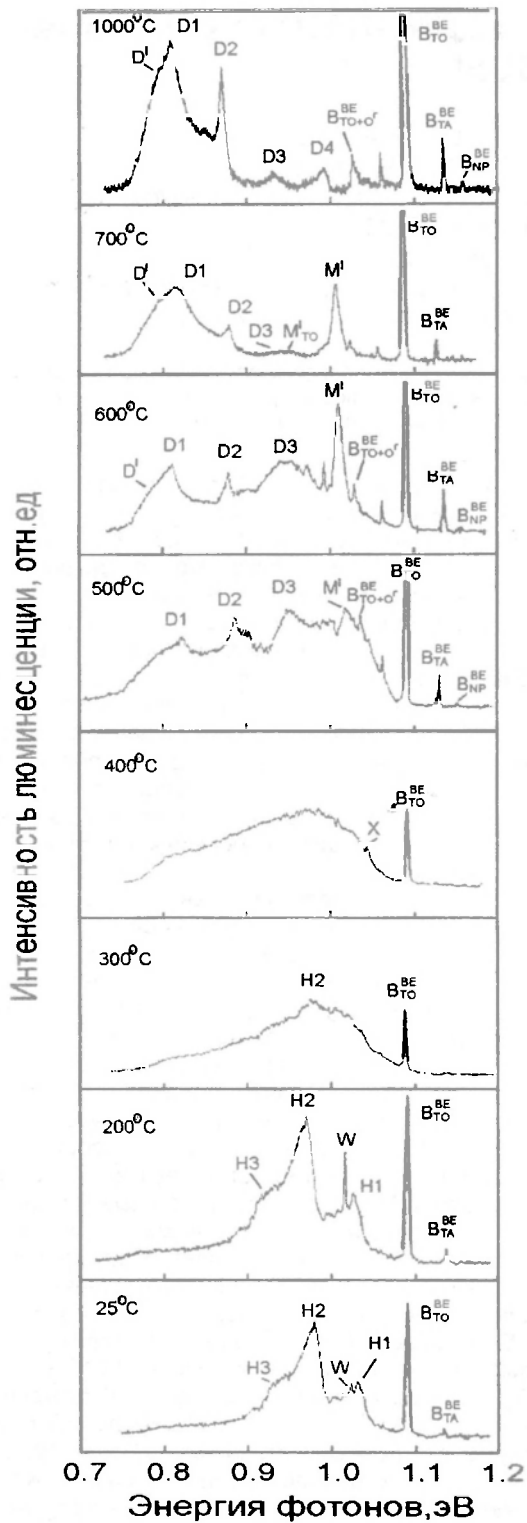 1000°C D^I D1 D2 D3 D4 B^BE_TO+O^Г B^BE_TO B^BE_TA B^BE_NP
700°C D^I D1 D2 D3 M^I_TO M^I B_TO B^BE_TA
600°C D^I D1 D2 D3 M^I B^BE_TO+O^Г B^BE_TO B^BE_TA B^BE_NP
500°C D1 D2 D3 M^I B^BE_TO+O^Г B^BE_O B^BE_TA B^BE_NP
400°C X B^BE_TO
300°C H2 B^BE_TO
200°C H3 H2 W H1 B^BE_TO B^BE_TA
25°C H3 H2 W H1 B^BE_TO B^BE_TA
Интенсивность люминесценции, отн.ед
0.7 0.8 0.9 1.0 1.1 1.2
Энергия фотонов,эВ